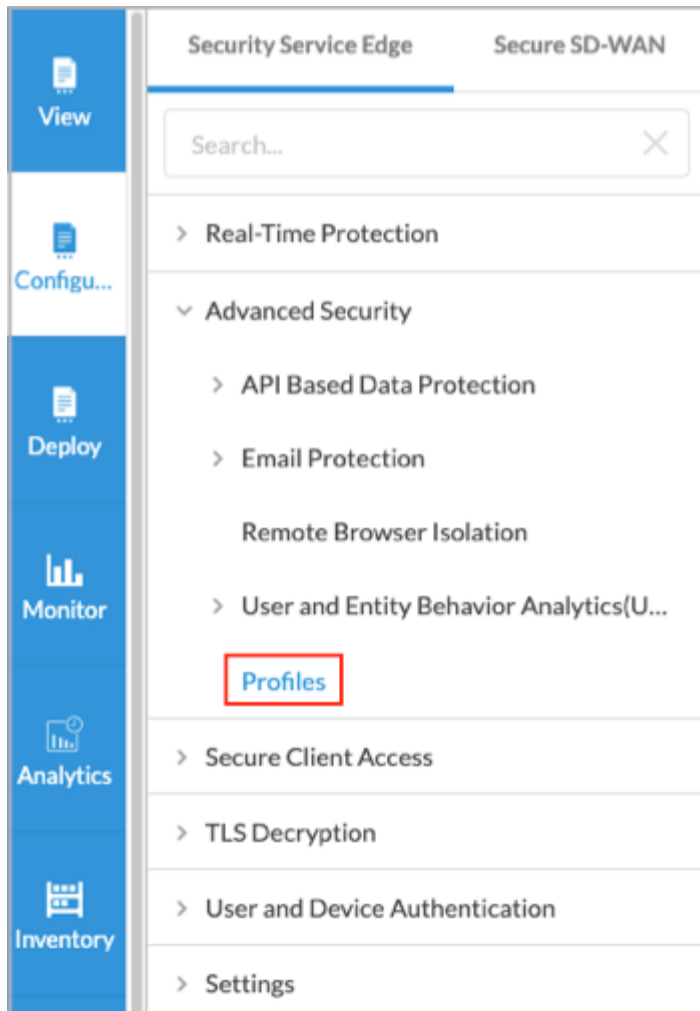 View
Configu...
Deploy
Monitor
Analytics
Inventory
Security Service Edge
Secure SD-WAN
Search...
Real-Time Protection
Advanced Security
API Based Data Protection
Email Protection
Remote Browser Isolation
User and Entity Behavior Analytics(U...
Profiles
Secure Client Access
TLS Decryption
User and Device Authentication
Settings